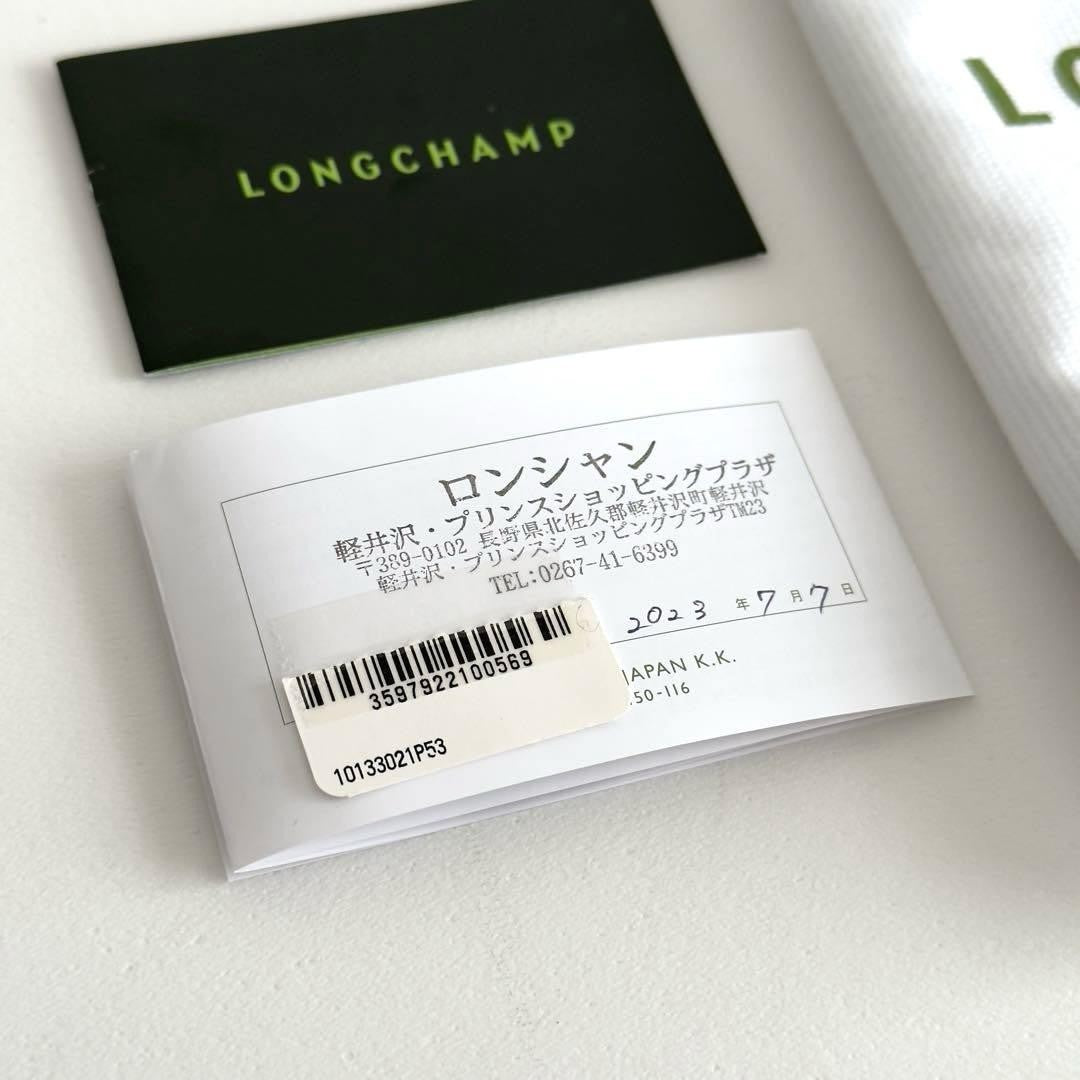 LONGCHAMP
ロンシャン
軽井沢・プリンスショッピングプラザ
〒389-0102 長野県北佐久郡軽井沢町軽井沢
軽井沢・プリンスショッピングプラザTM23
TEL:0267-41-6399
2023 年 7 月 7 日
JAPAN K.K.
.50-116
3597922100569
10133021P53